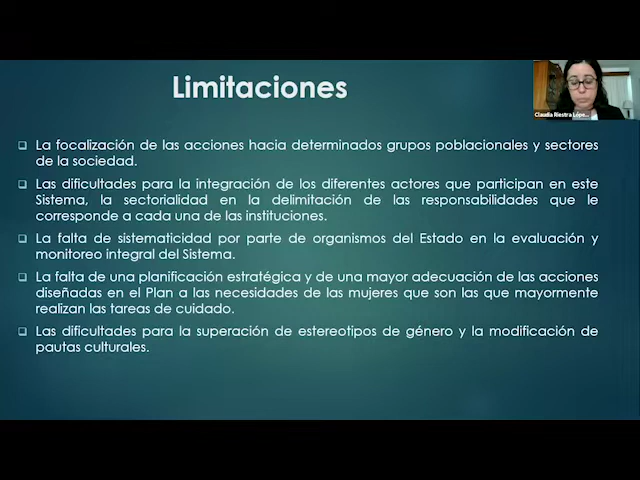 Limitaciones
Claudia Riestra Lópe...
La focalización de las acciones hacia determinados grupos poblacionales y sectores
de la sociedad.
Las dificultades para la integración de los diferentes actores que participan en este
Sistema, la sectorialidad en la delimitación de las responsabilidades que le
corresponde a cada una de las instituciones.
La falta de sistematicidad por parte de organismos del Estado en la evaluación y
monitoreo integral del Sistema.
La falta de una planificación estratégica y de una mayor adecuación de las acciones
diseñadas en el Plan a las necesidades de las mujeres que son las que mayormente
realizan las tareas de cuidado.
Las dificultades para la superación de estereotipos de género y la modificación de
pautas culturales.